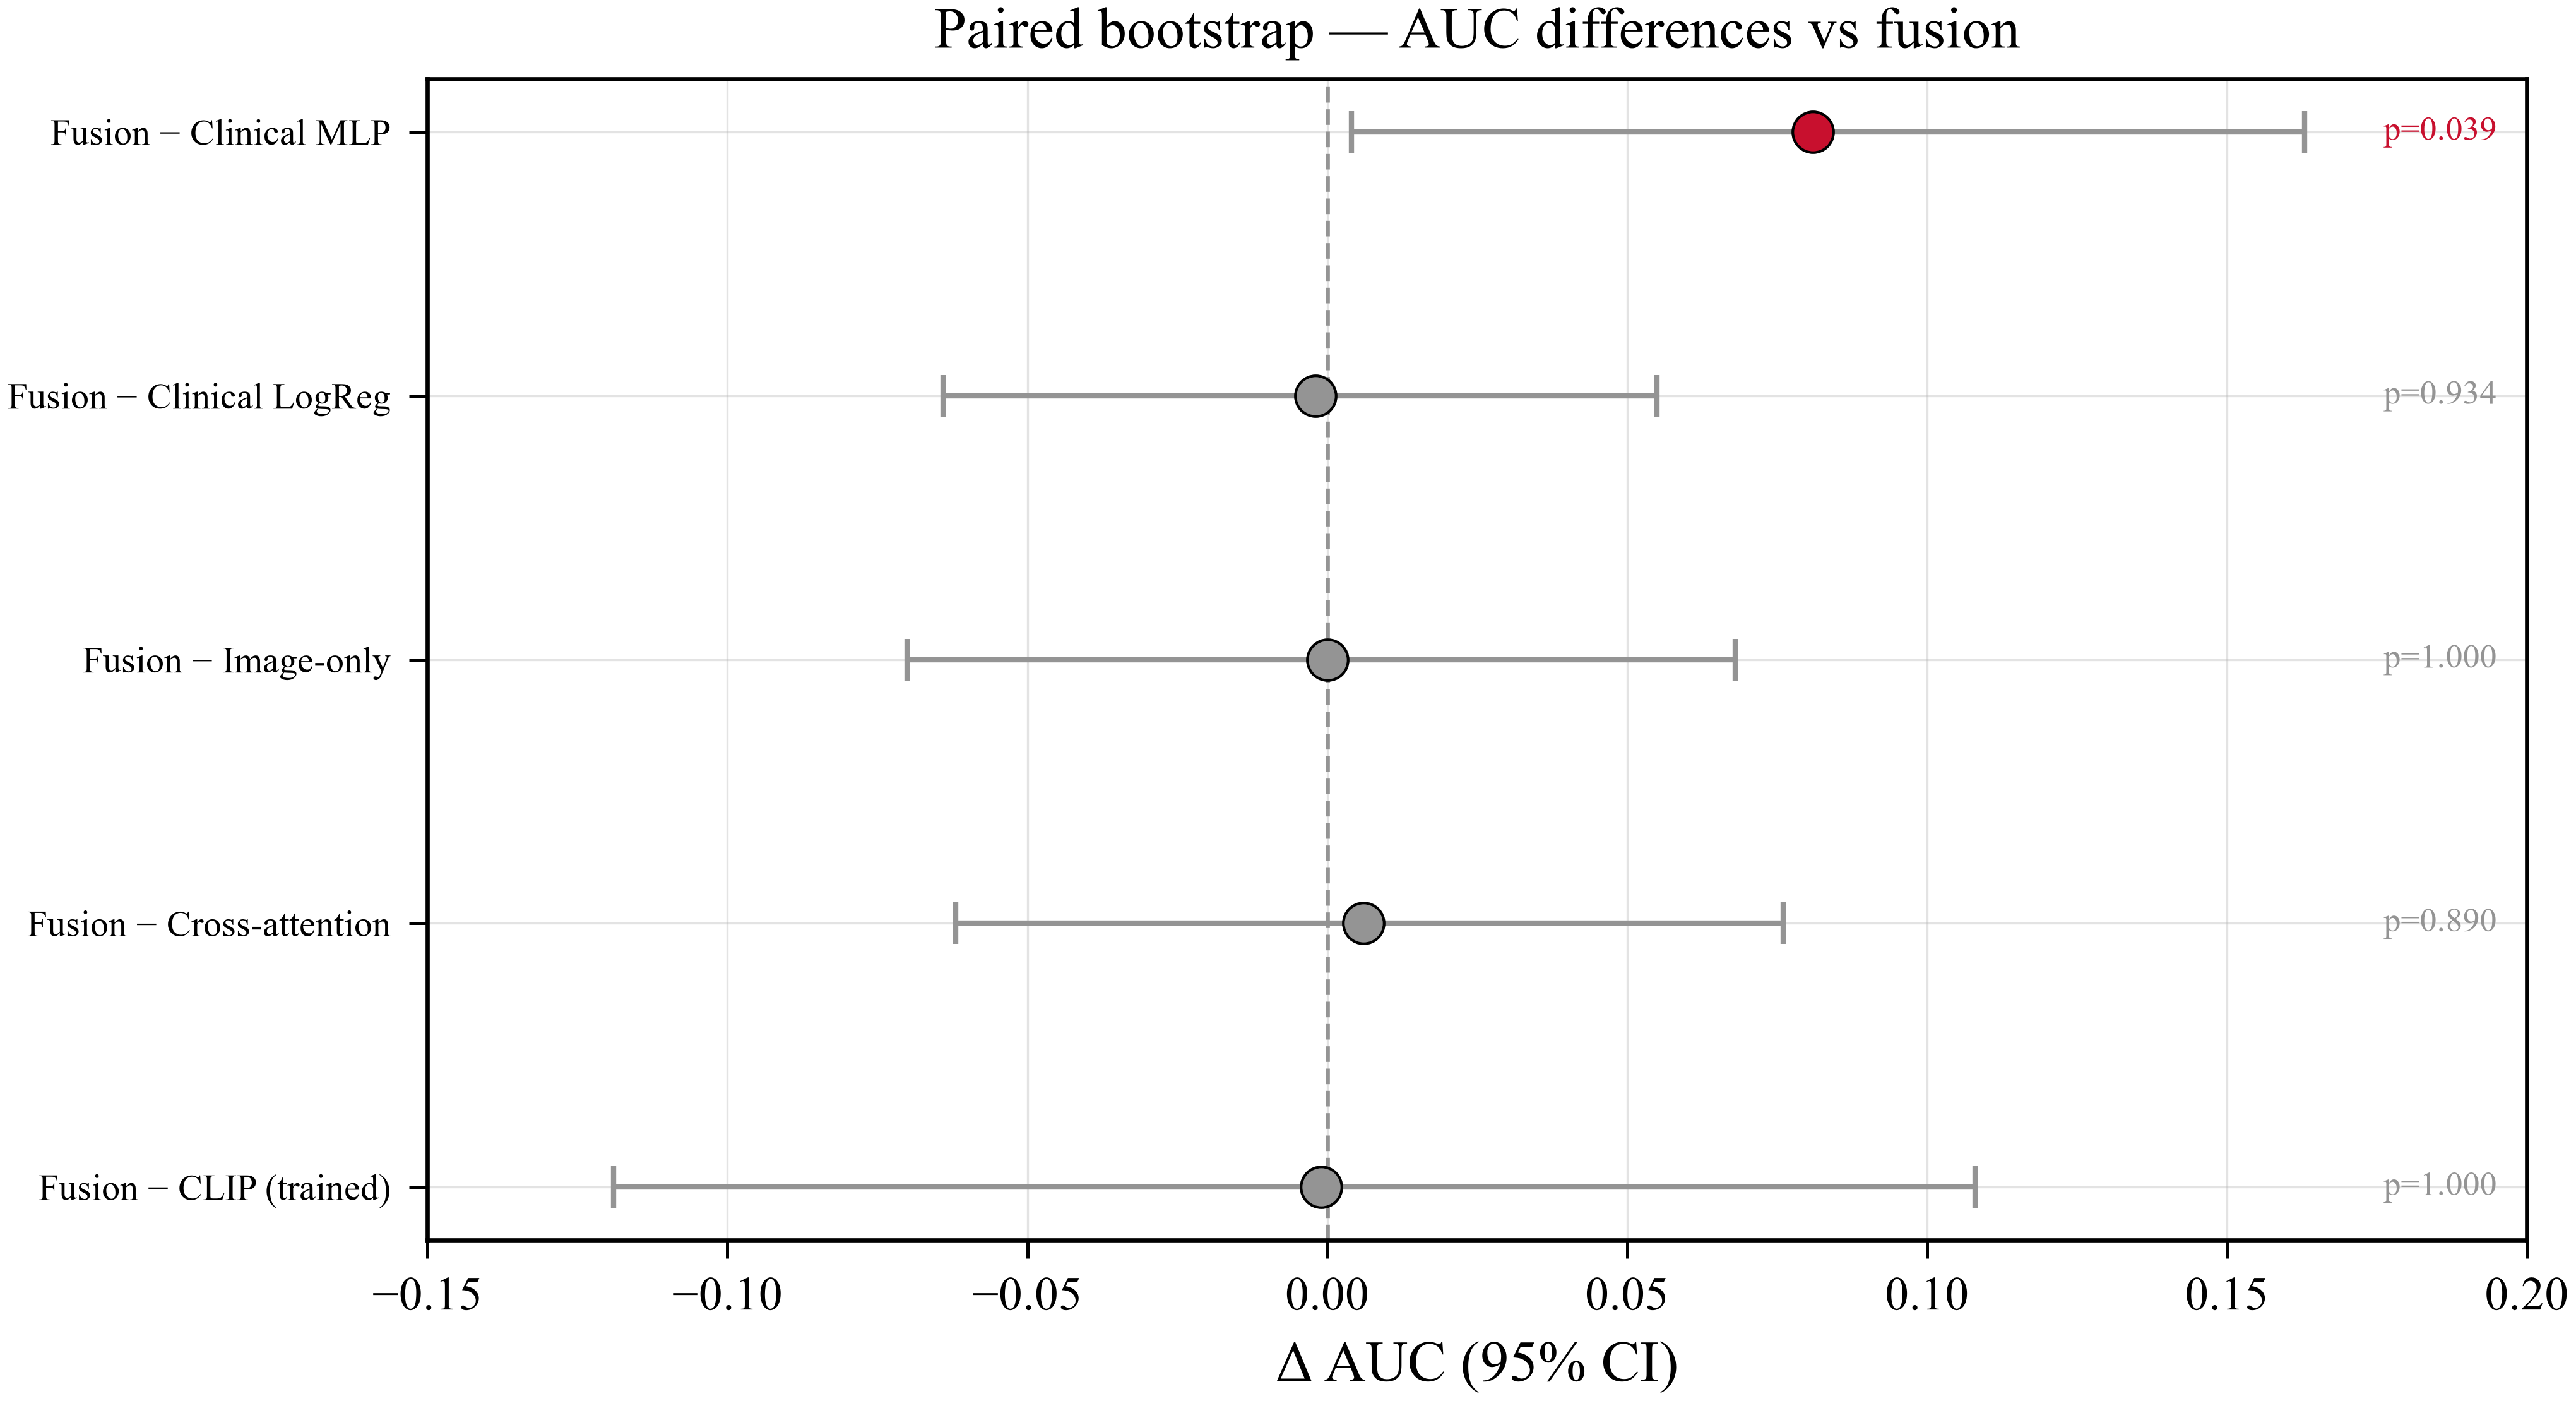 Paired bootstrap — AUC differences vs fusion
Fusion − Clinical MLP
p=0.039
Fusion − Clinical LogReg
p=0.934
Fusion − Image-only
p=1.000
Fusion − Cross-attention
p=0.890
Fusion − CLIP (trained)
p=1.000
−0.15 −0.10 −0.05 0.00 0.05 0.10 0.15 0.20
Δ AUC (95% CI)